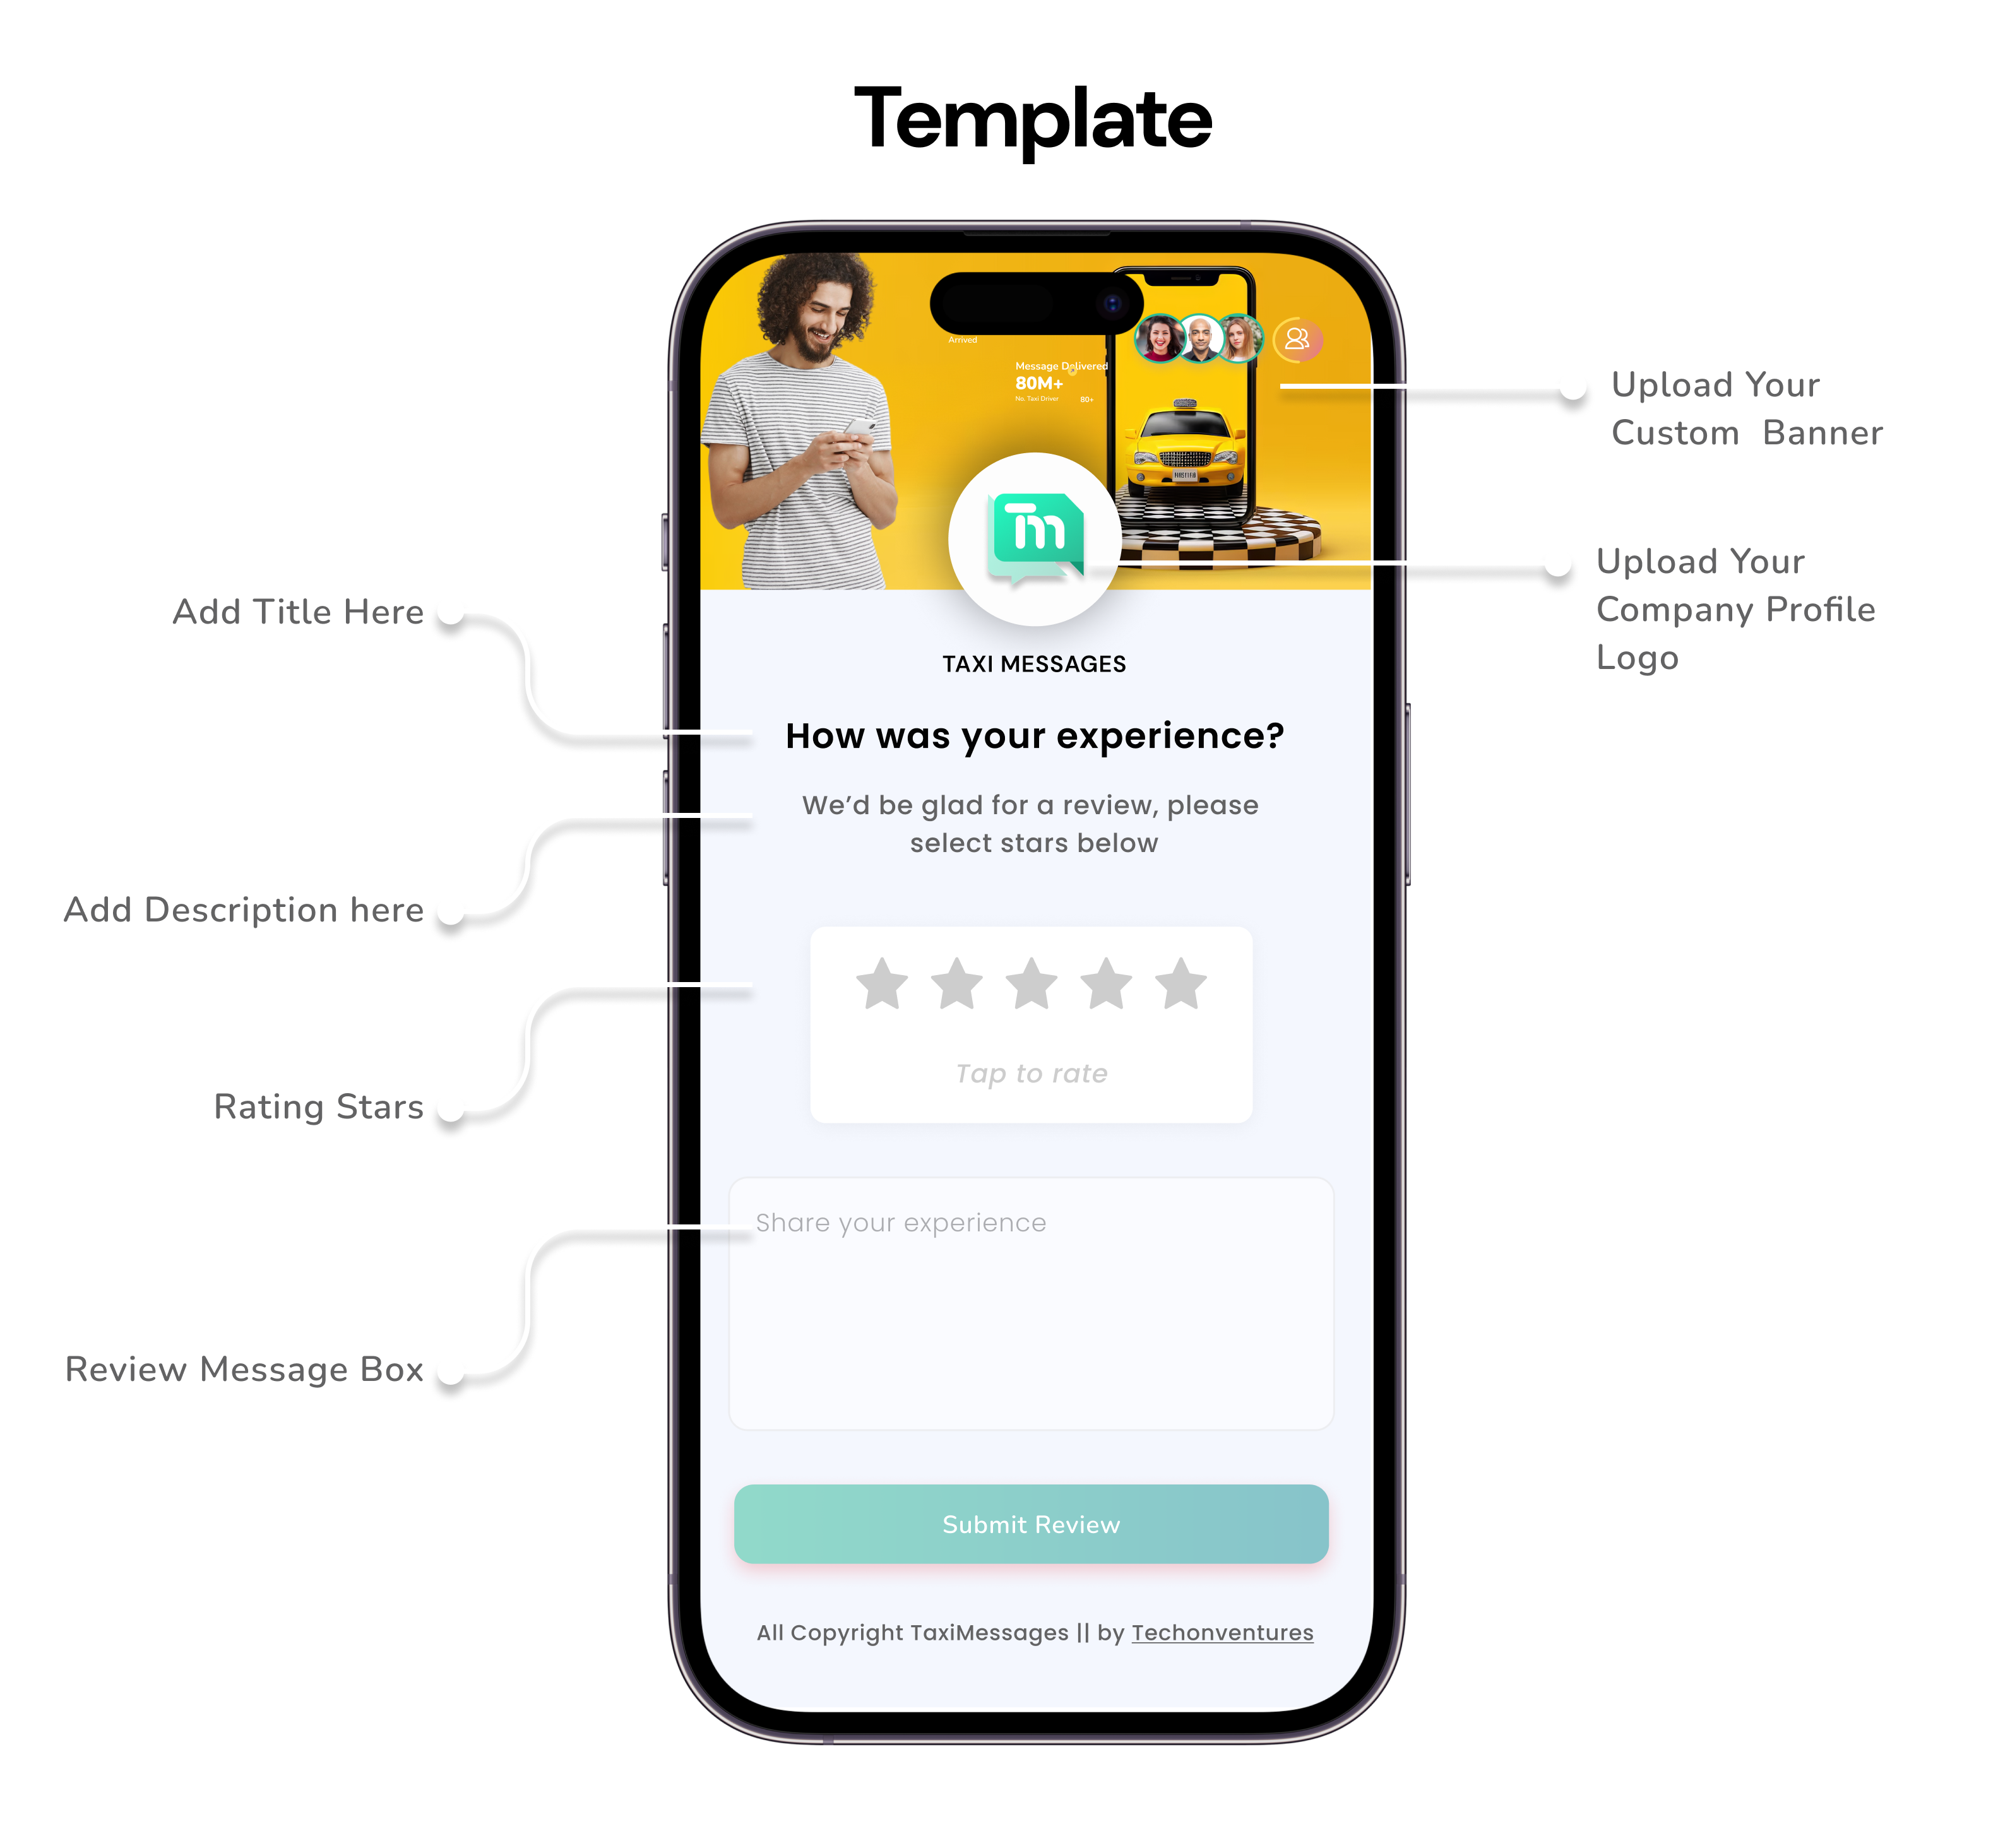 Template
Arrived
Message Delivered
80M+
No. Taxi Driver 80+
Upload Your
Custom Banner
Tm
Upload Your
Company Profile
Logo
Add Title Here
TAXI MESSAGES
How was your experience?
We’d be glad for a review, please
select stars below
Add Description here
Rating Stars
Tap to rate
Share your experience
Review Message Box
Submit Review
All Copyright TaxiMessages || by Techonventures